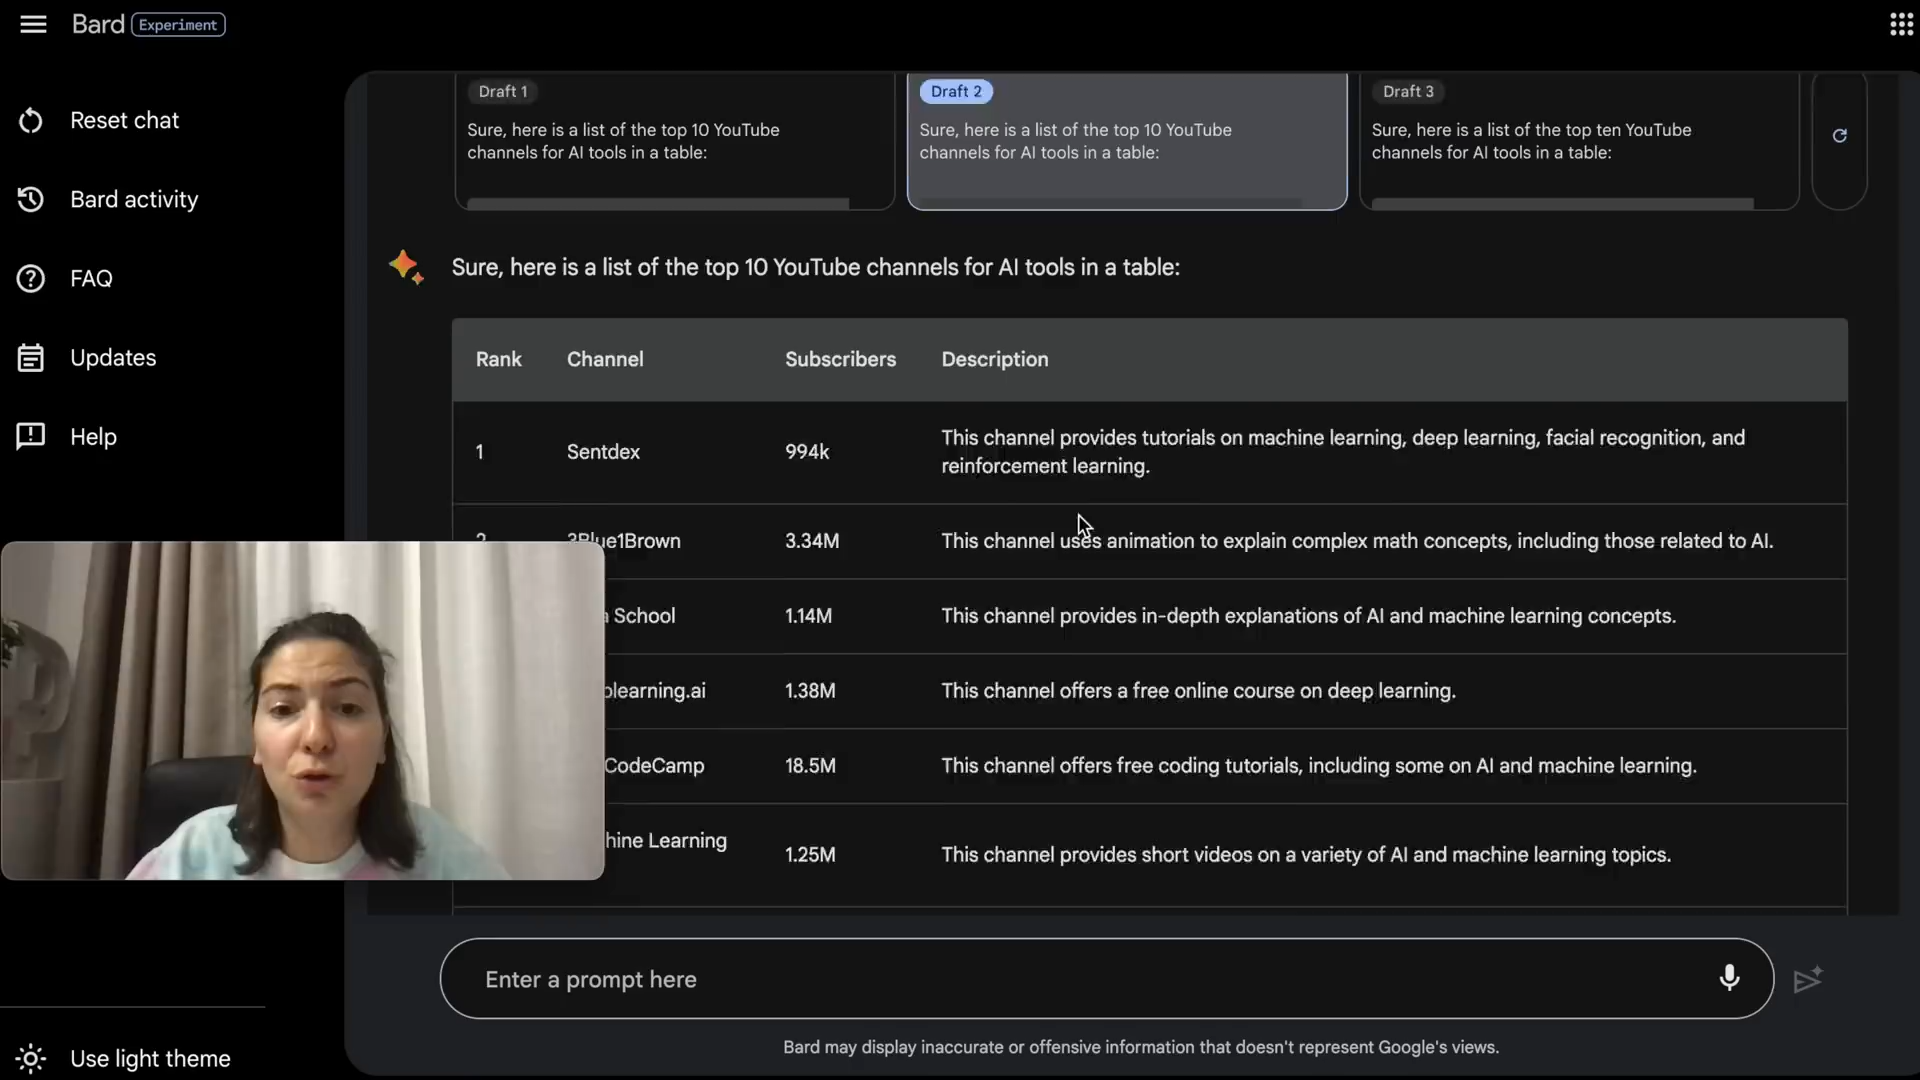 Bard Experiment
Reset chat
Bard activity
FAQ
Updates
Help
Use light theme
Draft 1
Sure, here is a list of the top 10 YouTube
channels for AI tools in a table:
Draft 2
Sure, here is a list of the top 10 YouTube
channels for AI tools in a table:
Draft 3
Sure, here is a list of the top ten YouTube
channels for AI tools in a table:
Sure, here is a list of the top 10 YouTube channels for AI tools in a table:
Rank Channel Subscribers Description
1 Sentdex 994k This channel provides tutorials on machine learning, deep learning, facial recognition, and
reinforcement learning.
2 3Blue1Brown 3.34M This channel uses animation to explain complex math concepts, including those related to AI.
School 1.14M This channel provides in-depth explanations of AI and machine learning concepts.
learning.ai 1.38M This channel offers a free online course on deep learning.
CodeCamp 18.5M This channel offers free coding tutorials, including some on AI and machine learning.
hine Learning
1.25M This channel provides short videos on a variety of AI and machine learning topics.
Enter a prompt here
Bard may display inaccurate or offensive information that doesn't represent Google's views.